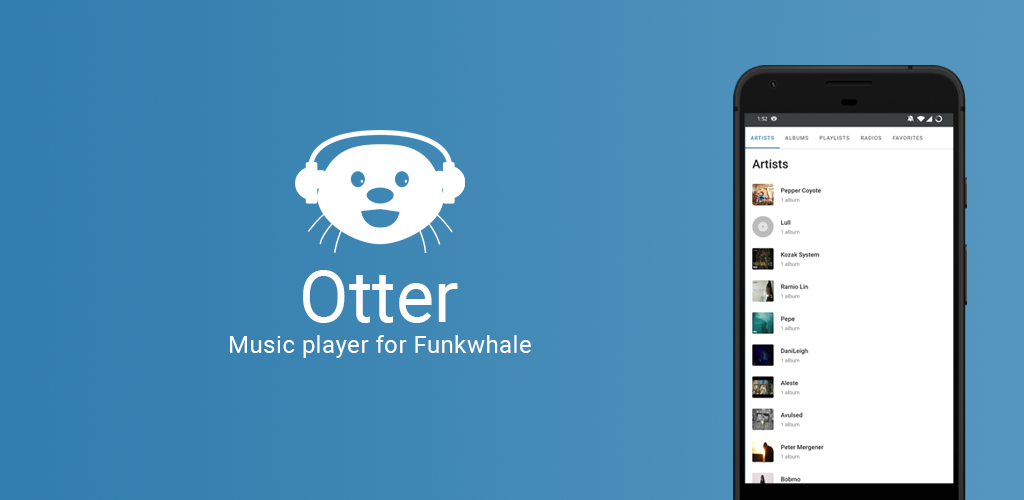 Otter
Music player for Funkwhale
1:52
ARTISTS ALBUMS PLAYLISTS RADIOS FAVORITES
Artists
Pepper Coyote
1 album
Lull
1 album
Kozak System
1 album
Ramio Lin
1 album
Pepe
1 album
DaniLeigh
1 album
Aleste
1 album
Avulsed
1 album
Peter Mergener
1 album
Bobmo